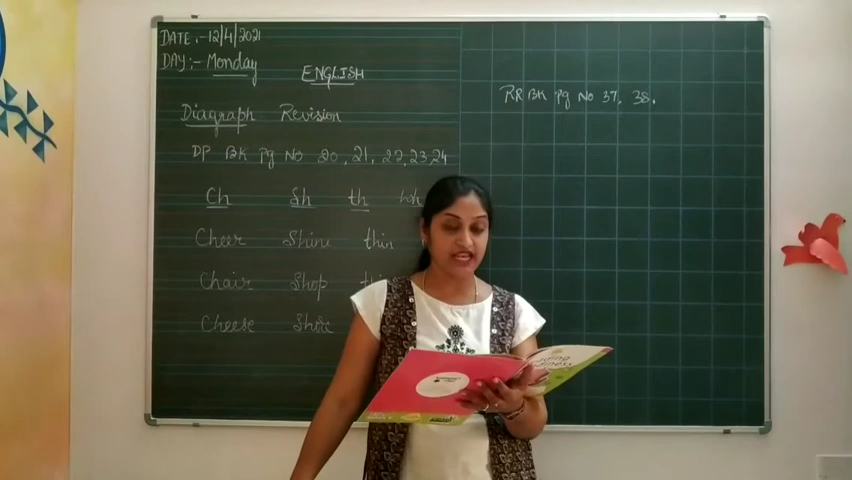 DATE :- 12/4/2021
DAY :- Monday
ENGLISH
Diagraph Revision
DP BK Pg No 20, 21, 22, 23, 24
Ch Sh th wh
Cheer Shine thin
Chair Shop
Cheese
RR BK Pg No 37, 38.